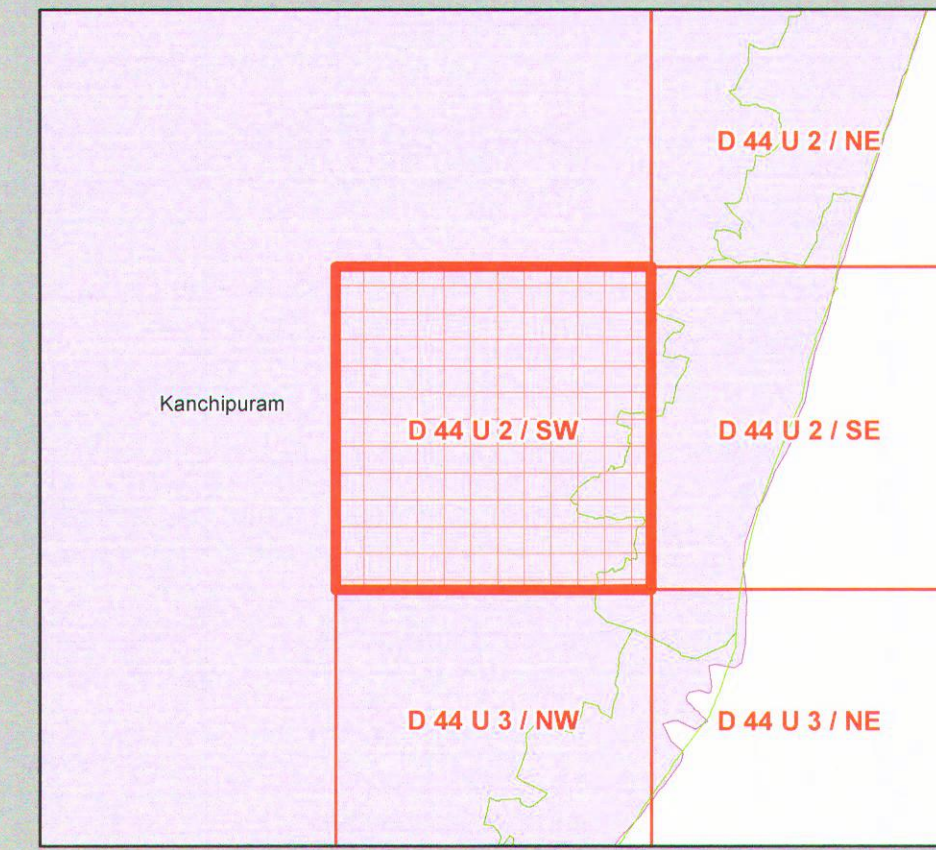 D 44 U 2 / NE
Kanchipuram
D 44 U 2 / SW
D 44 U 2 / SE
D 44 U 3 / NW
D 44 U 3 / NE